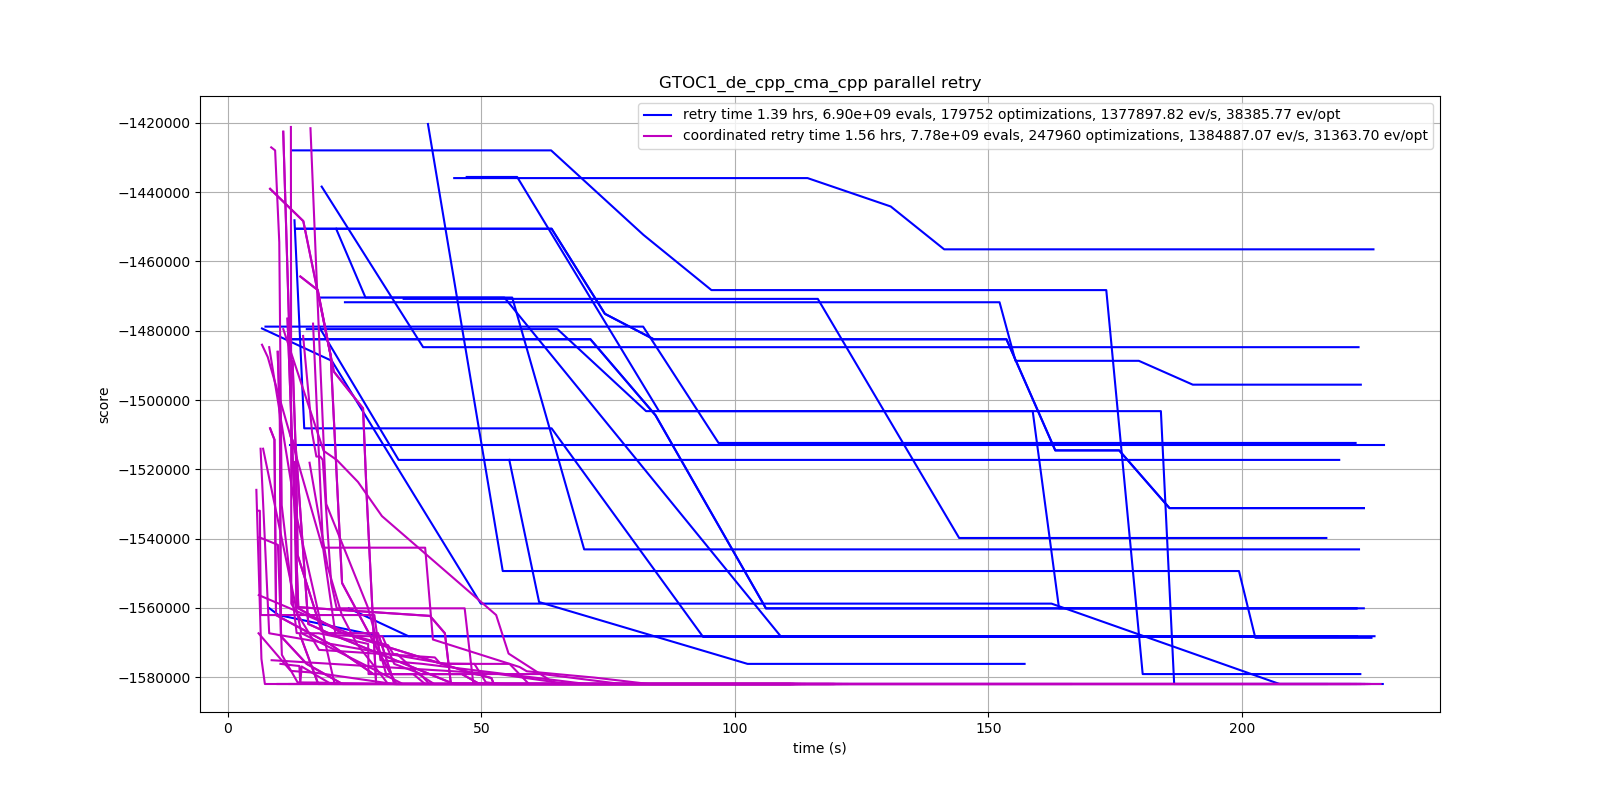 GTOC1_de_cpp_cma_cpp parallel retry
retry time 1.39 hrs, 6.90e+09 evals, 179752 optimizations, 1377897.82 ev/s, 38385.77 ev/opt
coordinated retry time 1.56 hrs, 7.78e+09 evals, 247960 optimizations, 1384887.07 ev/s, 31363.70 ev/opt
−1420000
−1440000
−1460000
−1480000
−1500000
−1520000
−1540000
−1560000
−1580000
score
0 50 100 150 200
time (s)